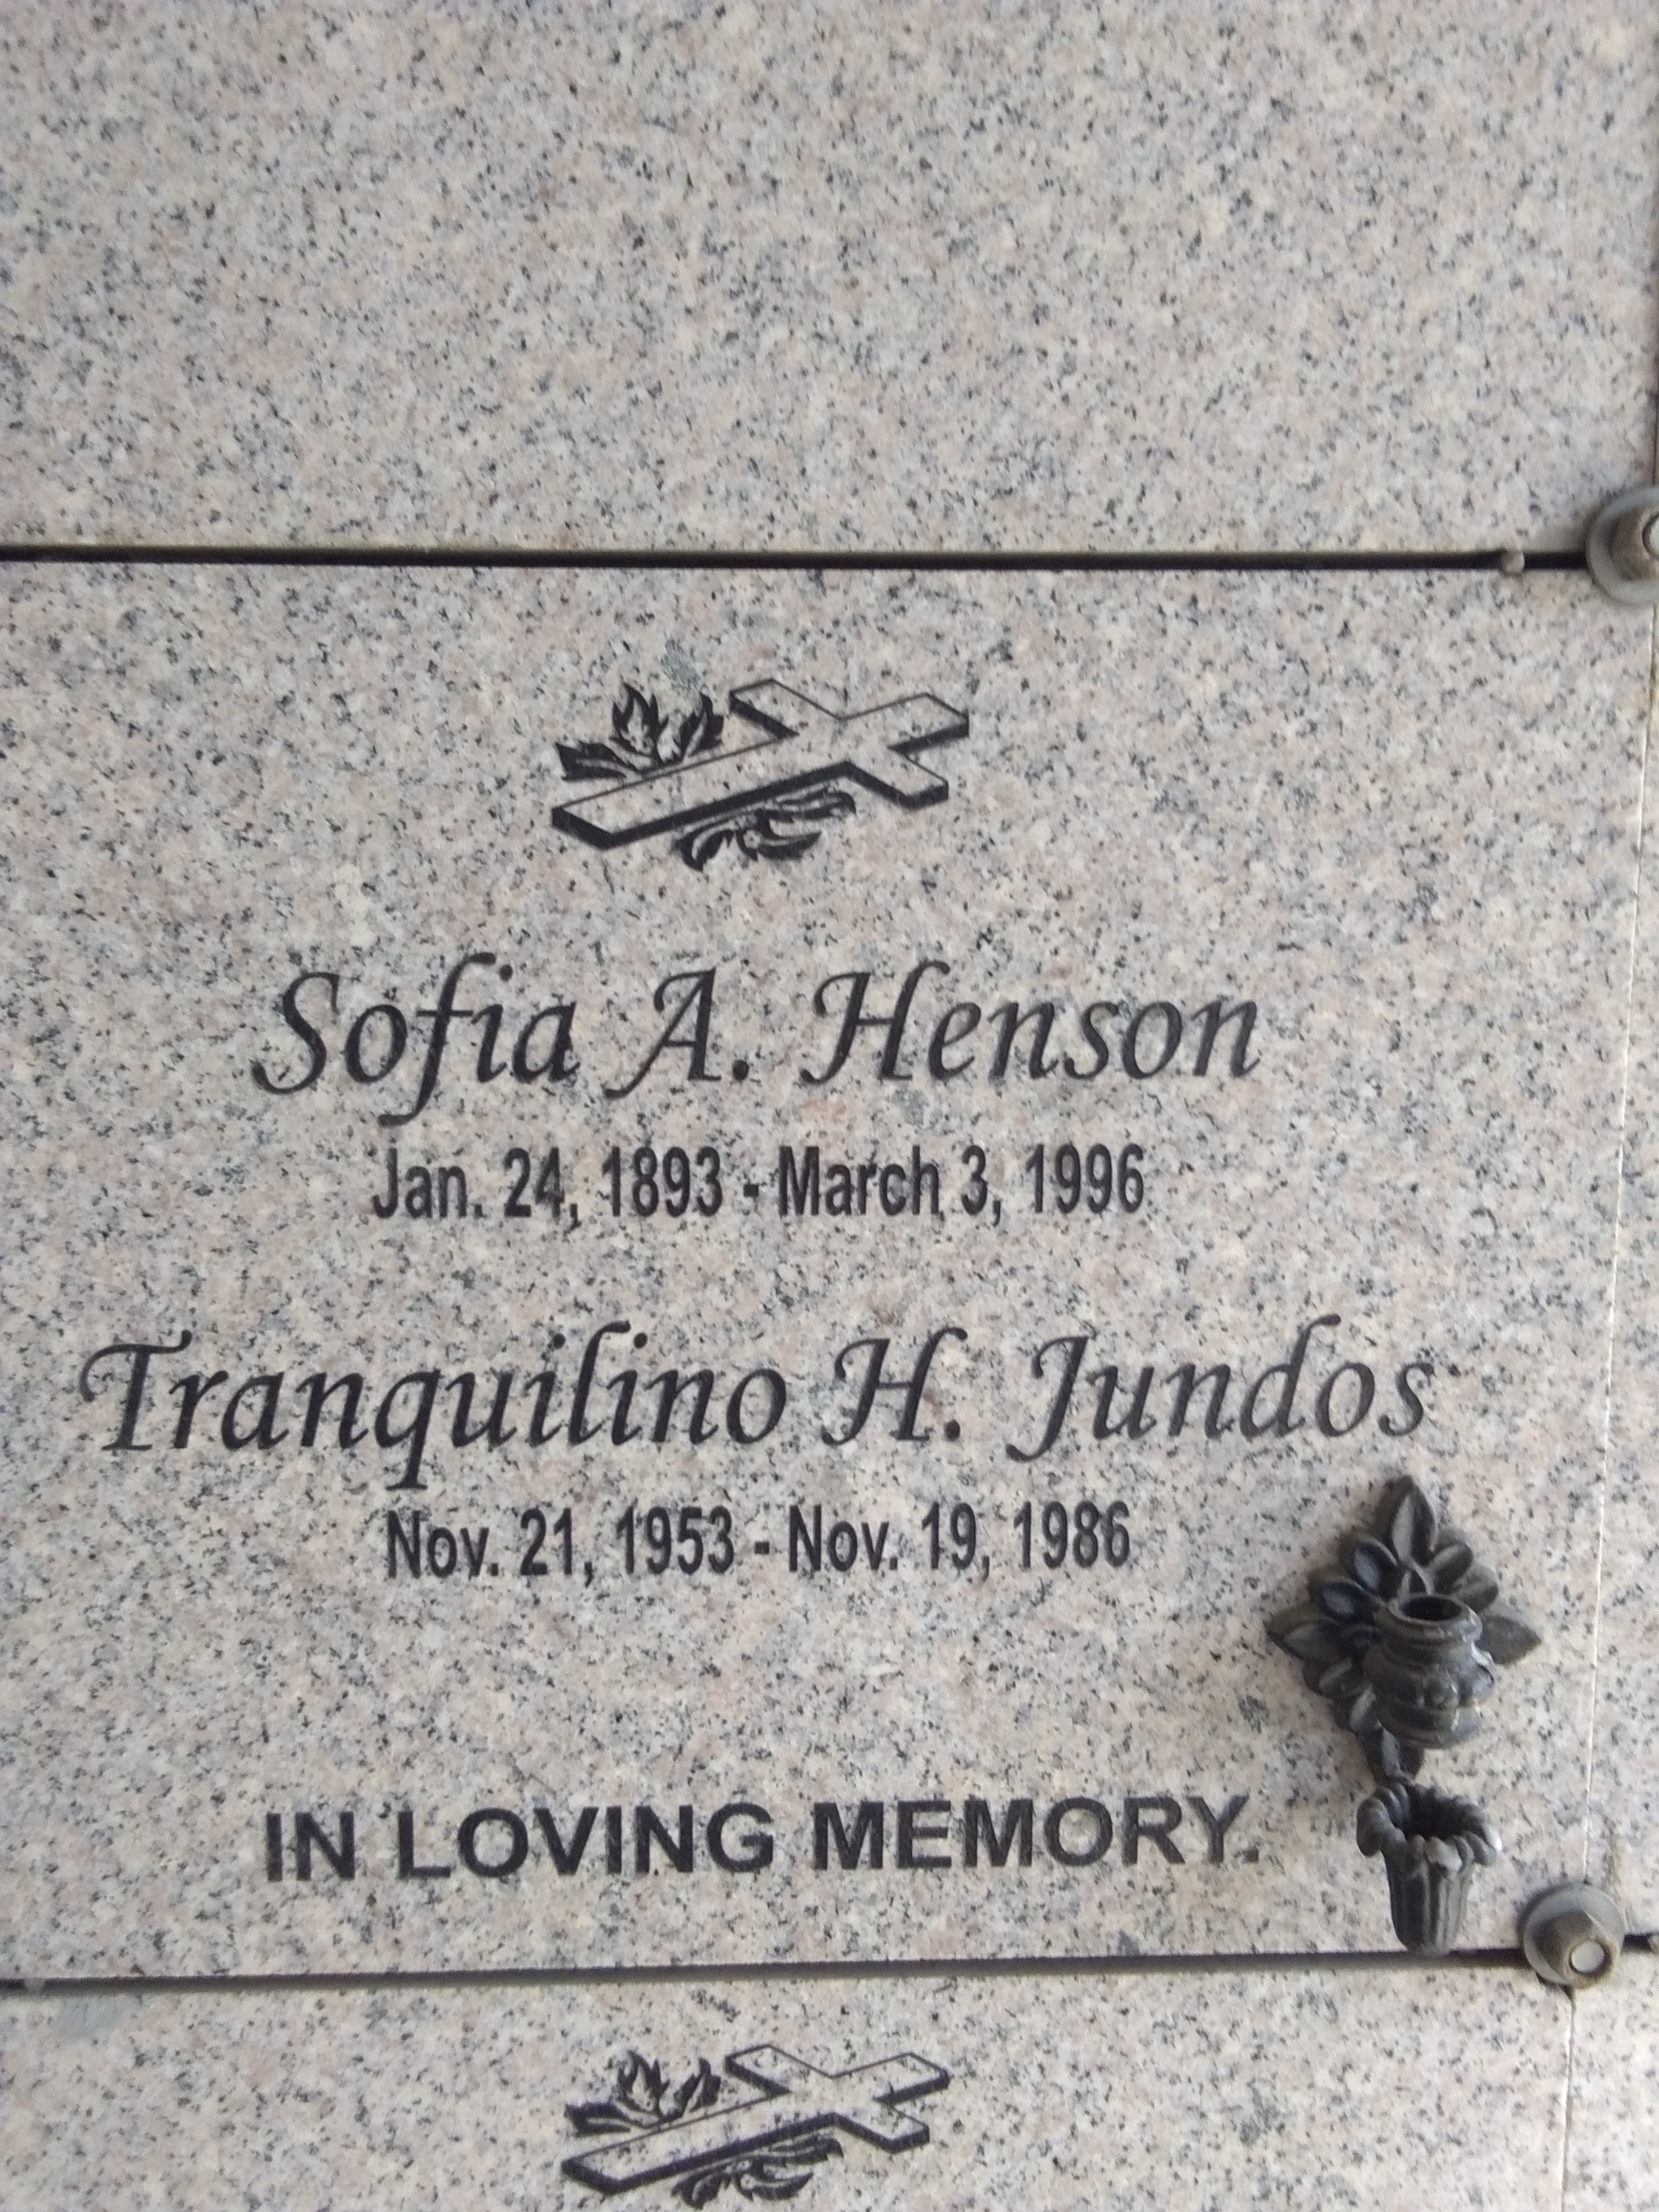 Sofia A. Henson
Jan. 24, 1893 - March 3, 1996
Tranquilino H. Jundos
Nov. 21, 1953 - Nov. 19, 1986
IN LOVING MEMORY.